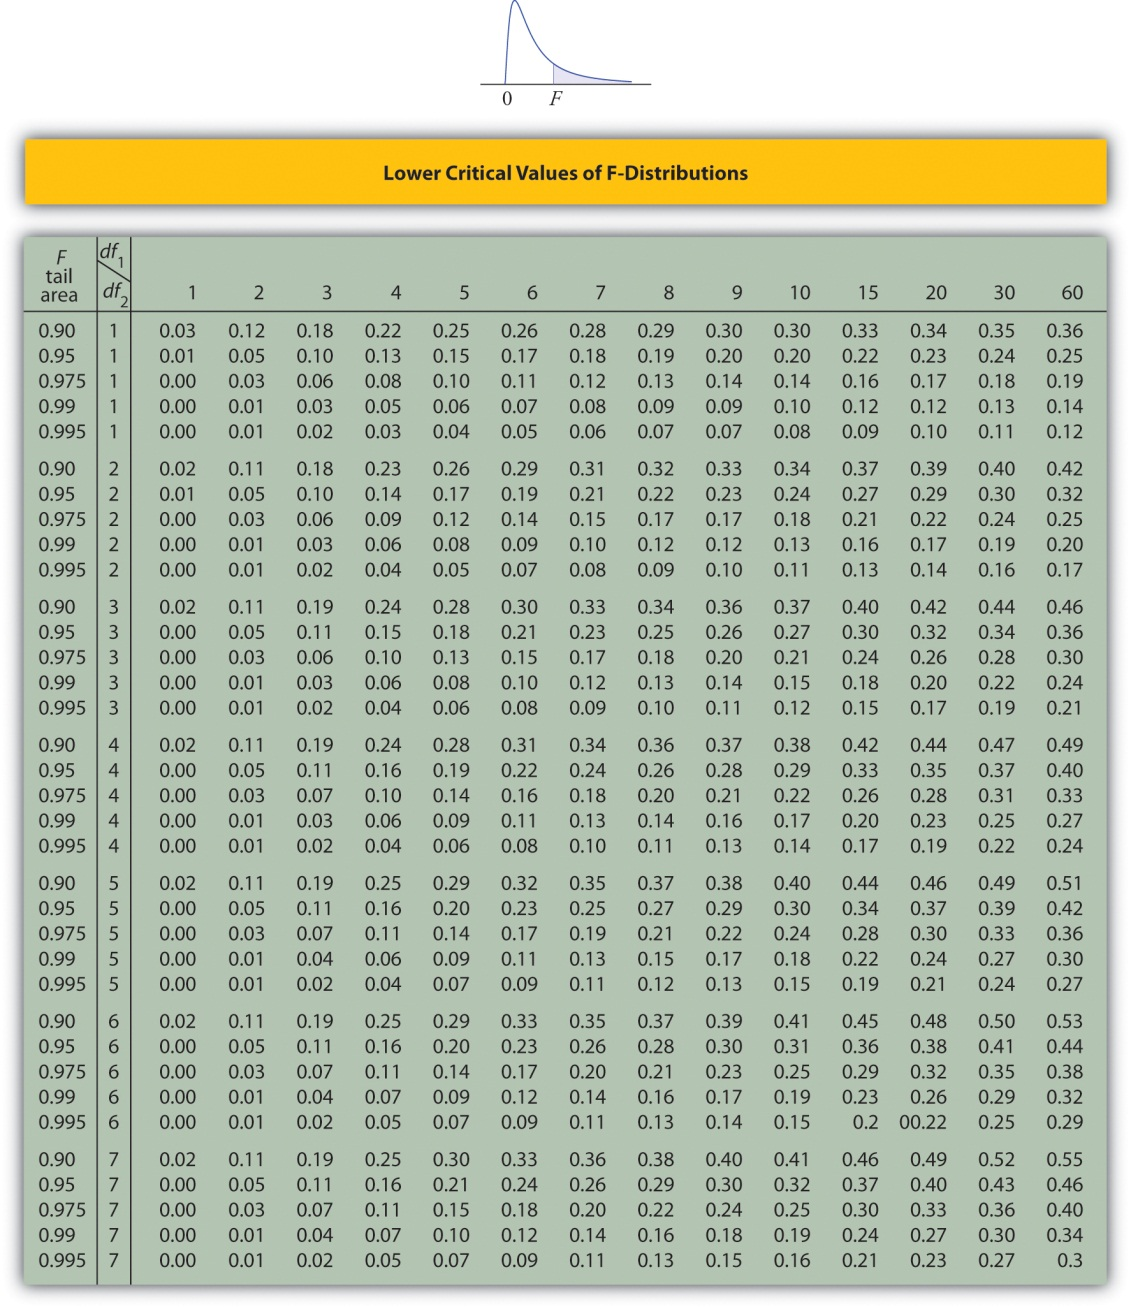 0 F
Lower Critical Values of F-Distributions
F tail area df1 df2 1 2 3 4 5 6 7 8 9 10 15 20 30 60
0.90 1 0.03 0.12 0.18 0.22 0.25 0.26 0.28 0.29 0.30 0.30 0.33 0.34 0.35 0.36
0.95 1 0.01 0.05 0.10 0.13 0.15 0.17 0.18 0.19 0.20 0.20 0.22 0.23 0.24 0.25
0.975 1 0.00 0.03 0.06 0.08 0.10 0.11 0.12 0.13 0.14 0.14 0.16 0.17 0.18 0.19
0.99 1 0.00 0.01 0.03 0.05 0.06 0.07 0.08 0.09 0.09 0.10 0.12 0.12 0.13 0.14
0.995 1 0.00 0.01 0.02 0.03 0.04 0.05 0.06 0.07 0.07 0.08 0.09 0.10 0.11 0.12
0.90 2 0.02 0.11 0.18 0.23 0.26 0.29 0.31 0.32 0.33 0.34 0.37 0.39 0.40 0.42
0.95 2 0.01 0.05 0.10 0.14 0.17 0.19 0.21 0.22 0.23 0.24 0.27 0.29 0.30 0.32
0.975 2 0.00 0.03 0.06 0.09 0.12 0.14 0.15 0.17 0.17 0.18 0.21 0.22 0.24 0.25
0.99 2 0.00 0.01 0.03 0.06 0.08 0.09 0.10 0.12 0.12 0.13 0.16 0.17 0.19 0.20
0.995 2 0.00 0.01 0.02 0.04 0.05 0.07 0.08 0.09 0.10 0.11 0.13 0.14 0.16 0.17
0.90 3 0.02 0.11 0.19 0.24 0.28 0.30 0.33 0.34 0.36 0.37 0.40 0.42 0.44 0.46
0.95 3 0.00 0.05 0.11 0.15 0.18 0.21 0.23 0.25 0.26 0.27 0.30 0.32 0.34 0.36
0.975 3 0.00 0.03 0.06 0.10 0.13 0.15 0.17 0.18 0.20 0.21 0.24 0.26 0.28 0.30
0.99 3 0.00 0.01 0.03 0.06 0.08 0.10 0.12 0.13 0.14 0.15 0.18 0.20 0.22 0.24
0.995 3 0.00 0.01 0.02 0.04 0.06 0.08 0.09 0.10 0.11 0.12 0.15 0.17 0.19 0.21
0.90 4 0.02 0.11 0.19 0.24 0.28 0.31 0.34 0.36 0.37 0.38 0.42 0.44 0.47 0.49
0.95 4 0.00 0.05 0.11 0.16 0.19 0.22 0.24 0.26 0.28 0.29 0.33 0.35 0.37 0.40
0.975 4 0.00 0.03 0.07 0.10 0.14 0.16 0.18 0.20 0.21 0.22 0.26 0.28 0.31 0.33
0.99 4 0.00 0.01 0.03 0.06 0.09 0.11 0.13 0.14 0.16 0.17 0.20 0.23 0.25 0.27
0.995 4 0.00 0.01 0.02 0.04 0.06 0.08 0.10 0.11 0.13 0.14 0.17 0.19 0.22 0.24
0.90 5 0.02 0.11 0.19 0.25 0.29 0.32 0.35 0.37 0.38 0.40 0.44 0.46 0.49 0.51
0.95 5 0.00 0.05 0.11 0.16 0.20 0.23 0.25 0.27 0.29 0.30 0.34 0.37 0.39 0.42
0.975 5 0.00 0.03 0.07 0.11 0.14 0.17 0.19 0.21 0.22 0.24 0.28 0.30 0.33 0.36
0.99 5 0.00 0.01 0.04 0.06 0.09 0.11 0.13 0.15 0.17 0.18 0.22 0.24 0.27 0.30
0.995 5 0.00 0.01 0.02 0.04 0.07 0.09 0.11 0.12 0.13 0.15 0.19 0.21 0.24 0.27
0.90 6 0.02 0.11 0.19 0.25 0.29 0.33 0.35 0.37 0.39 0.41 0.45 0.48 0.50 0.53
0.95 6 0.00 0.05 0.11 0.16 0.20 0.23 0.26 0.28 0.30 0.31 0.36 0.38 0.41 0.44
0.975 6 0.00 0.03 0.07 0.11 0.14 0.17 0.20 0.21 0.23 0.25 0.29 0.32 0.35 0.38
0.99 6 0.00 0.01 0.04 0.07 0.09 0.12 0.14 0.16 0.17 0.19 0.23 0.26 0.29 0.32
0.995 6 0.00 0.01 0.02 0.05 0.07 0.09 0.11 0.13 0.14 0.15 0.2 00.22 0.25 0.29
0.90 7 0.02 0.11 0.19 0.25 0.30 0.33 0.36 0.38 0.40 0.41 0.46 0.49 0.52 0.55
0.95 7 0.00 0.05 0.11 0.16 0.21 0.24 0.26 0.29 0.30 0.32 0.37 0.40 0.43 0.46
0.975 7 0.00 0.03 0.07 0.11 0.15 0.18 0.20 0.22 0.24 0.25 0.30 0.33 0.36 0.40
0.99 7 0.00 0.01 0.04 0.07 0.10 0.12 0.14 0.16 0.18 0.19 0.24 0.27 0.30 0.34
0.995 7 0.00 0.01 0.02 0.05 0.07 0.09 0.11 0.13 0.15 0.16 0.21 0.23 0.27 0.3